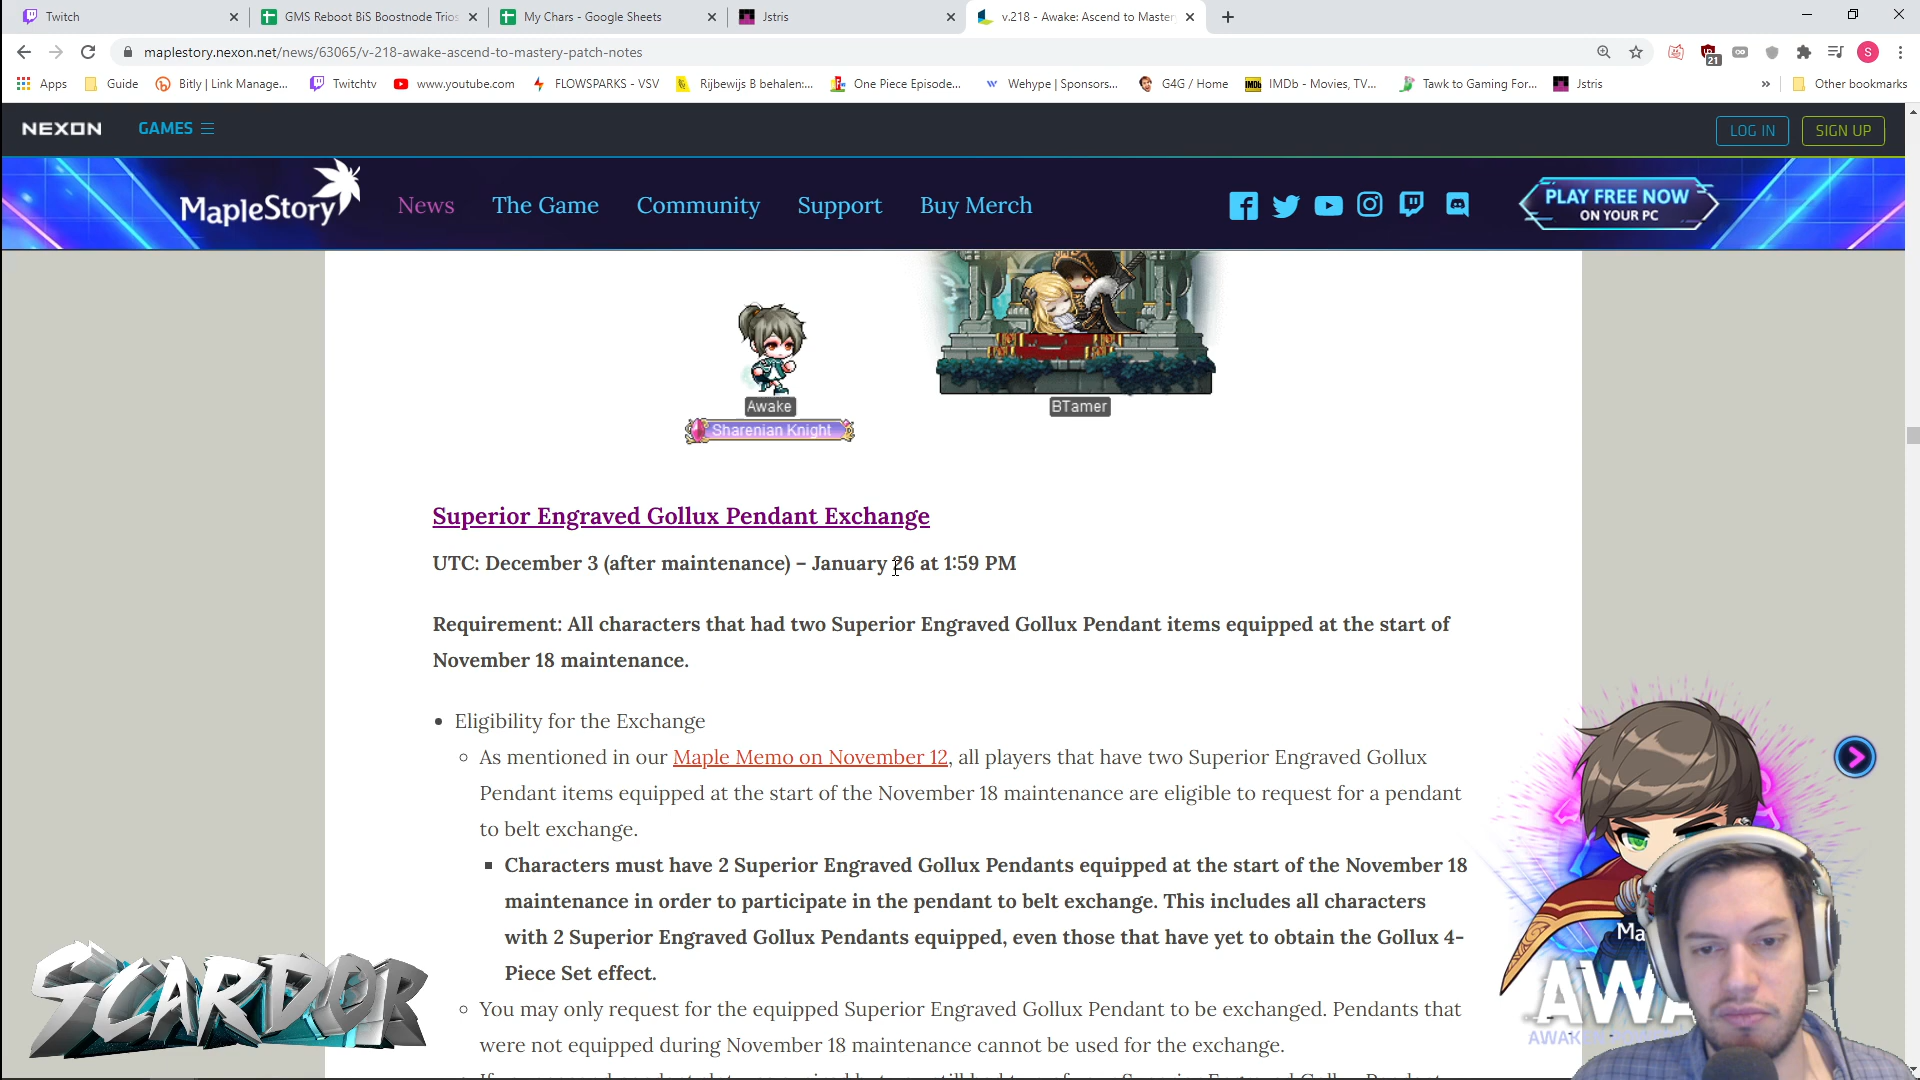 Twitch
GMS Reboot BiS Boostnode Trios
My Chars - Google Sheets
Jstris
v.218 - Awake: Ascend to Master
maplestory.nexon.net/news/63065/v-218-awake-ascend-to-mastery-patch-notes
21
S
Apps
Guide
Bitly | Link Manage...
Twitchtv
www.youtube.com
FLOWSPARKS - VSV
Rijbewijs B behalen:...
One Piece Episode...
Wehype | Sponsors...
G4G / Home
IMDb
IMDb - Movies, TV...
Tawk to Gaming For...
Jstris
»
Other bookmarks
NEXON
GAMES
LOG IN
SIGN UP
MapleStory
News
The Game
Community
Support
Buy Merch
PLAY FREE NOW
ON YOUR PC
Awake
BTamer
Sharenian Knight
Superior Engraved Gollux Pendant Exchange
UTC: December 3 (after maintenance) – January 26 at 1:59 PM
Requirement: All characters that had two Superior Engraved Gollux Pendant items equipped at the start of
November 18 maintenance.
Eligibility for the Exchange
As mentioned in our Maple Memo on November 12, all players that have two Superior Engraved Gollux
Pendant items equipped at the start of the November 18 maintenance are eligible to request for a pendant
to belt exchange.
Characters must have 2 Superior Engraved Gollux Pendants equipped at the start of the November 18
maintenance in order to participate in the pendant to belt exchange. This includes all characters
with 2 Superior Engraved Gollux Pendants equipped, even those that have yet to obtain the Gollux 4-
Piece Set effect.
You may only request for the equipped Superior Engraved Gollux Pendant to be exchanged. Pendants that
were not equipped during November 18 maintenance cannot be used for the exchange.
SCARDOR
Ma
AWA